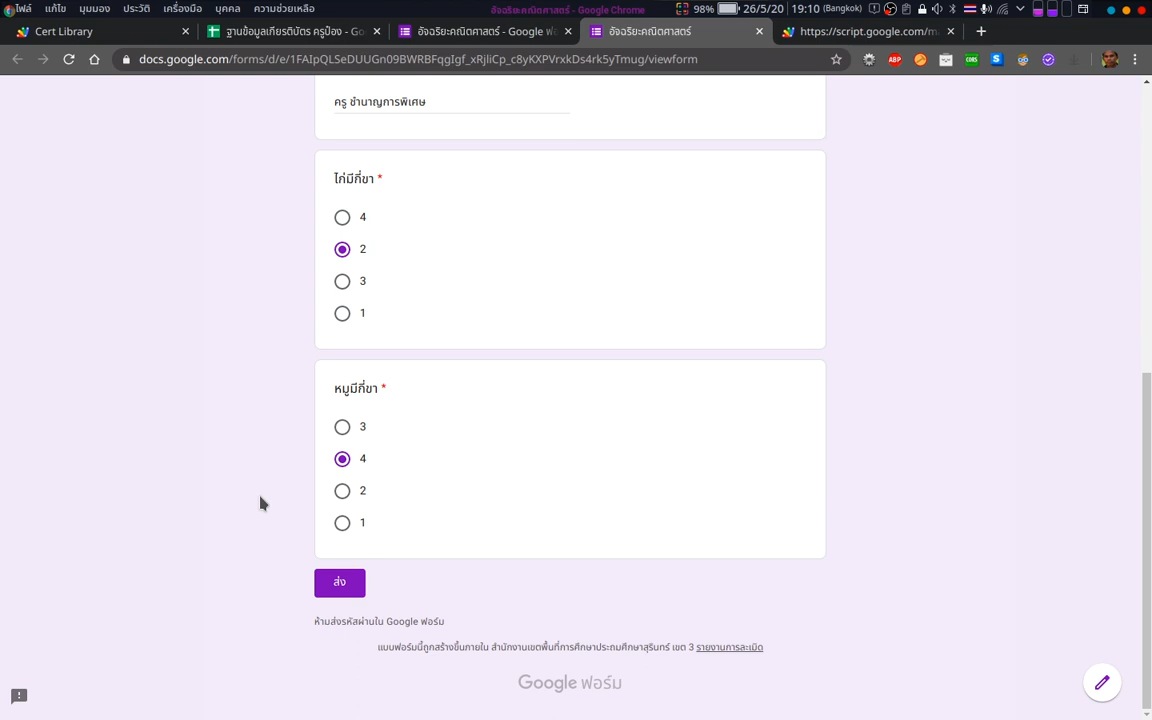 ไฟล์ แก้ไข มุมมอง ประวัติ เครื่องมือ บุคคล ความช่วยเหลือ อัจฉริยะคณิตศาสตร์ - Google Chrome 98% 26/5/20 19:10 (Bangkok)
Cert Library ฐานข้อมูลเกียรติบัตร ครูป้อง - Go อัจฉริยะคณิตศาสตร์ - Google ฟอ อัจฉริยะคณิตศาสตร์ https://script.google.com/m
docs.google.com/forms/d/e/1FAIpQLSeDUUGn09BWRBFqgIgf_xRjliCp_c8yKXPVrxkDs4rk5yTmug/viewform ABP CORS S
ครู ชำนาญการพิเศษ
ไก่มีกี่ขา *
4
2
3
1
หมูมีกี่ขา *
3
4
2
1
ส่ง
ห้ามส่งรหัสผ่านใน Google ฟอร์ม
แบบฟอร์มนี้ถูกสร้างขึ้นภายใน สำนักงานเขตพื้นที่การศึกษาประถมศึกษาสุรินทร์ เขต 3 รายงานการละเมิด
Google ฟอร์ม